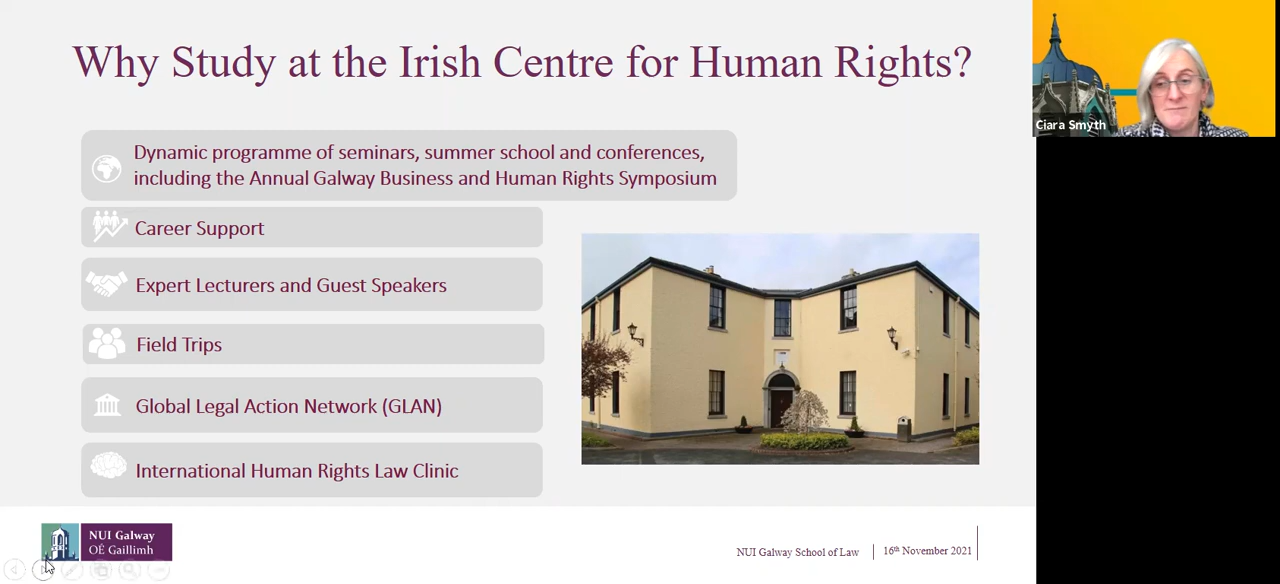 Why Study at the Irish Centre for Human Rights?
Ciara Smyth
Dynamic programme of seminars, summer school and conferences,
including the Annual Galway Business and Human Rights Symposium
Career Support
Expert Lecturers and Guest Speakers
Field Trips
Global Legal Action Network (GLAN)
International Human Rights Law Clinic
NUI Galway
OÉ Gaillimh
NUI Galway School of Law
16th November 2021